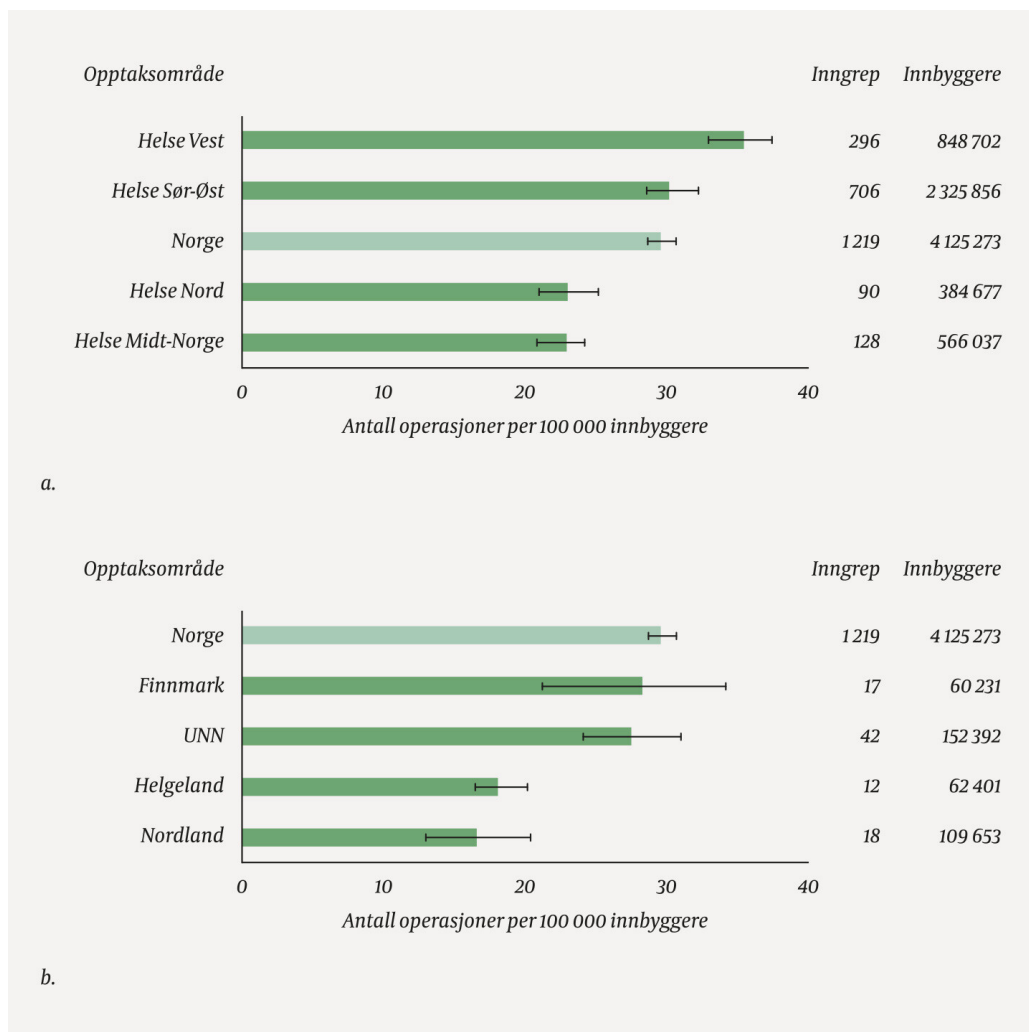 Opptaksområde Inngrep Innbyggere
Helse Vest 296 848 702
Helse Sør-Øst 706 2 325 856
Norge 1 219 4 125 273
Helse Nord 90 384 677
Helse Midt-Norge 128 566 037
0 10 20 30 40
Antall operasjoner per 100 000 innbyggere
a.
Opptaksområde Inngrep Innbyggere
Norge 1 219 4 125 273
Finnmark 17 60 231
UNN 42 152 392
Helgeland 12 62 401
Nordland 18 109 653
0 10 20 30 40
Antall operasjoner per 100 000 innbyggere
b.